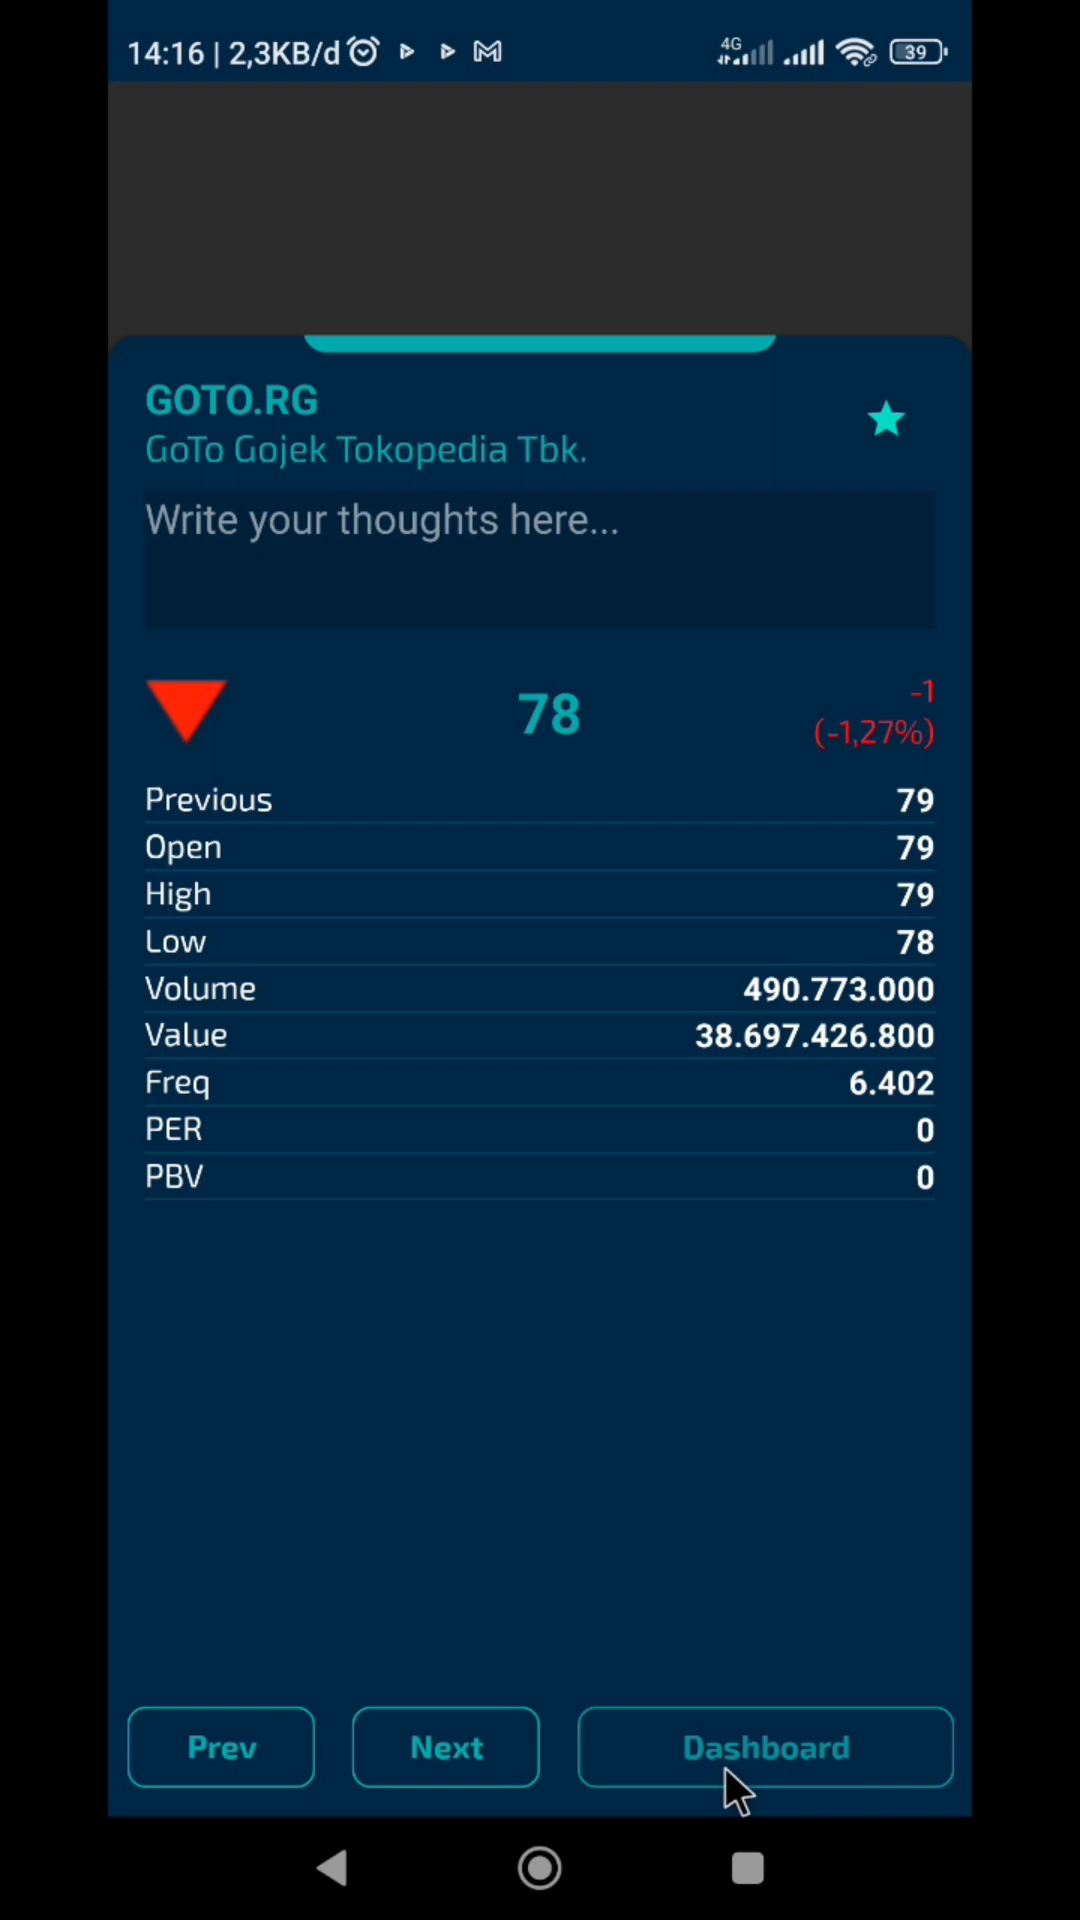 14:16 | 2,3KB/d
4G
39
GOTO.RG
GoTo Gojek Tokopedia Tbk.
Write your thoughts here...
78
-1
(-1,27%)
Previous 79
Open 79
High 79
Low 78
Volume 490.773.000
Value 38.697.426.800
Freq 6.402
PER 0
PBV 0
Prev Next Dashboard